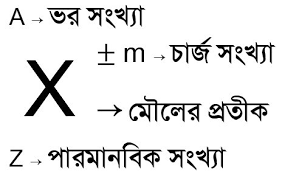 A → ভর সংখ্যা
± m → চার্জ সংখ্যা
X → মৌলের প্রতীক
Z → পারমানবিক সংখ্যা